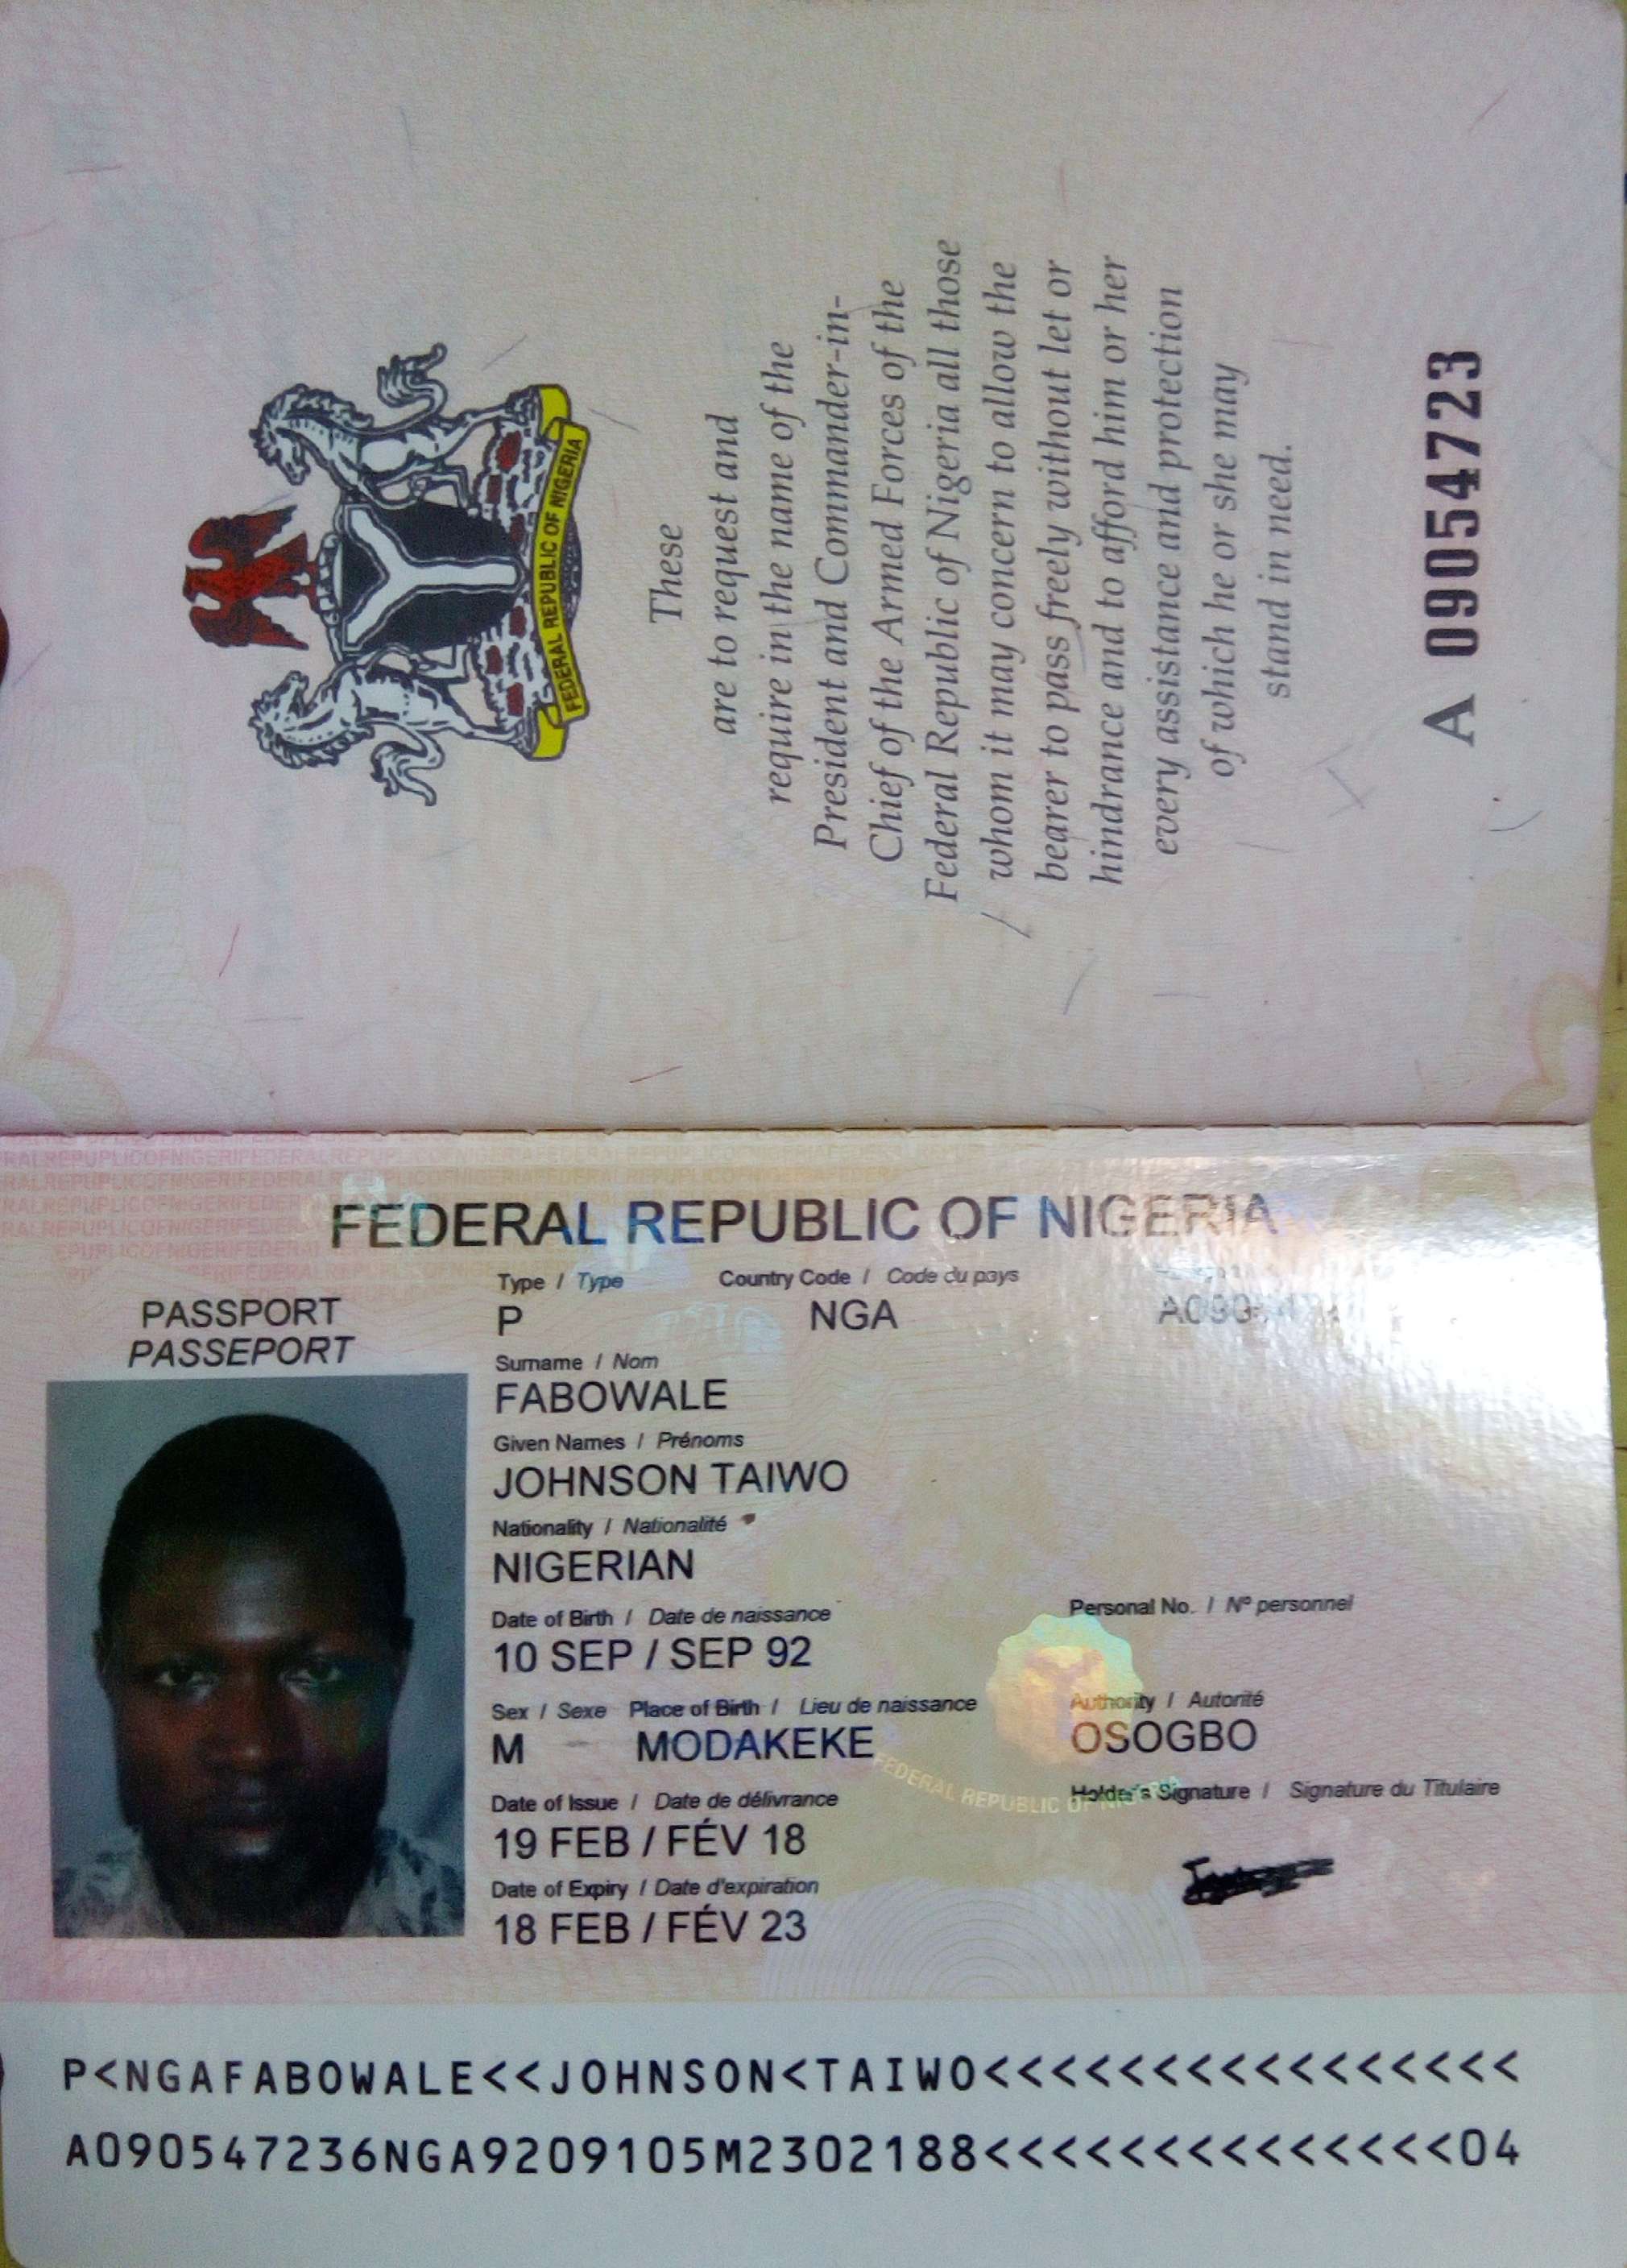 FEDERAL REPUBLIC OF NIGERIA
These
are to request and
require in the name of the
President and Commander-in-
Chief of the Armed Forces of the
Federal Republic of Nigeria all those
whom it may concern to allow the
bearer to pass freely without let or
hindrance and to afford him or her
every assistance and protection
of which he or she may
stand in need.
A 09054723
FEDERAL REPUBLIC OF NIGERIA
Type / Type Country Code / Code du pays
PASSPORT P NGA
PASSEPORT
Surname / Nom
FABOWALE
Given Names / Prénoms
JOHNSON TAIWO
Nationality / Nationalité
NIGERIAN
Date of Birth / Date de naissance Personal No. / Nº personnel
10 SEP / SEP 92
Sex / Sexe Place of Birth / Lieu de naissance Authority / Autorité
M MODAKEKE OSOGBO
Date of Issue / Date de délivrance Holder's Signature / Signature du Titulaire
19 FEB / FÉV 18
Date of Expiry / Date d'expiration
18 FEB / FÉV 23
FEDERAL REPUBLIC OF
P<NGAFABOWALE<<JOHNSON<TAIWO<<<<<<<<<<<<<<<<
A090547236NGA9209105M2302188<<<<<<<<<<<<<<04